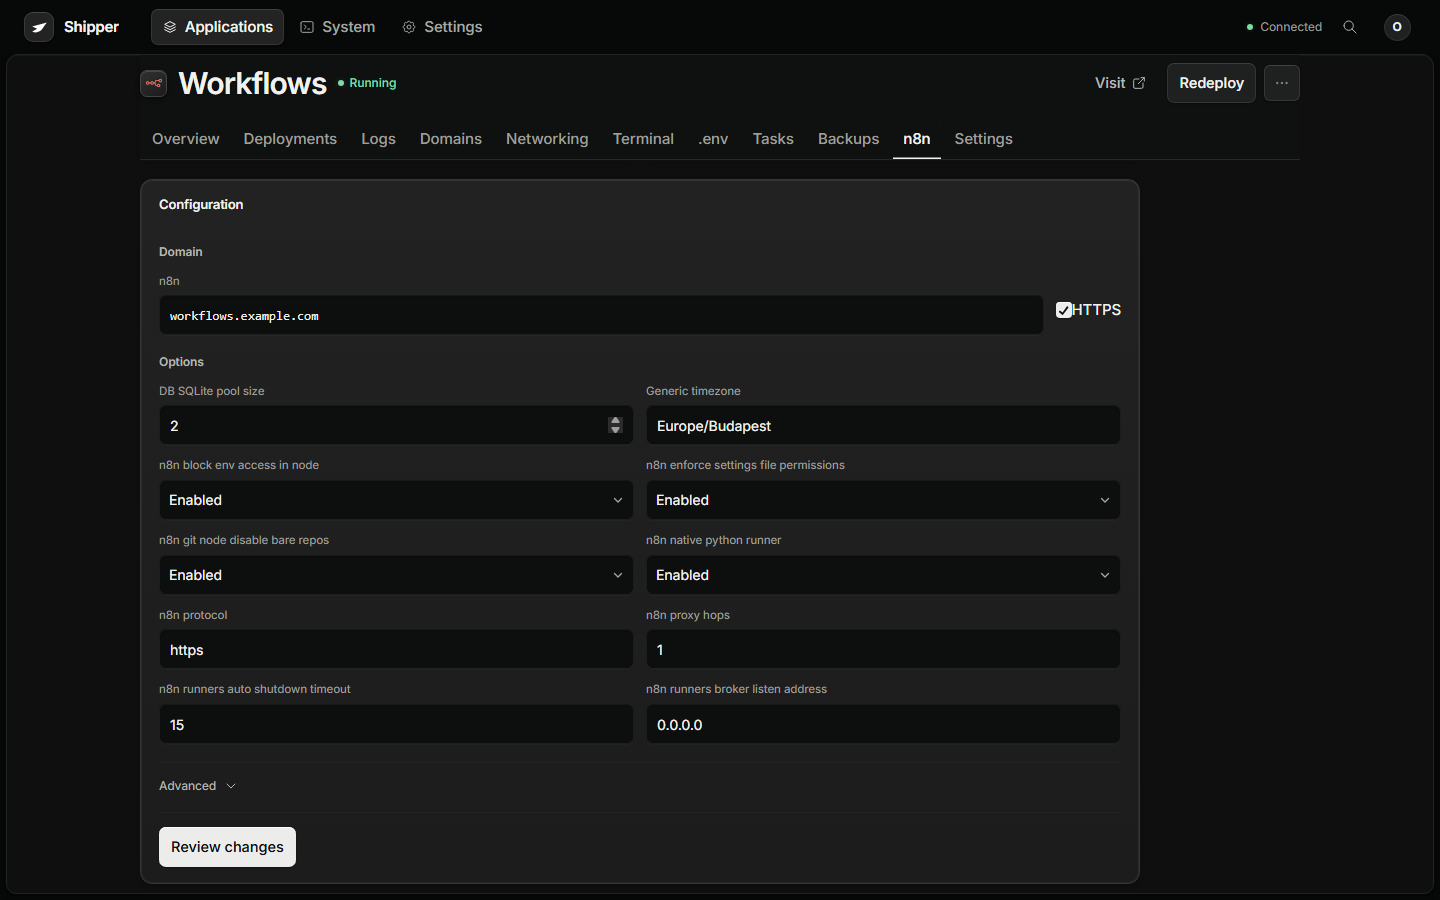 Shipper Applications System Settings Connected O
Workflows Running Visit Redeploy
Overview Deployments Logs Domains Networking Terminal .env Tasks Backups n8n Settings
Configuration
Domain
n8n
workflows.example.com HTTPS
Options
DB SQLite pool size Generic timezone
2 Europe/Budapest
n8n block env access in node n8n enforce settings file permissions
Enabled Enabled
n8n git node disable bare repos n8n native python runner
Enabled Enabled
n8n protocol n8n proxy hops
https 1
n8n runners auto shutdown timeout n8n runners broker listen address
15 0.0.0.0
Advanced
Review changes